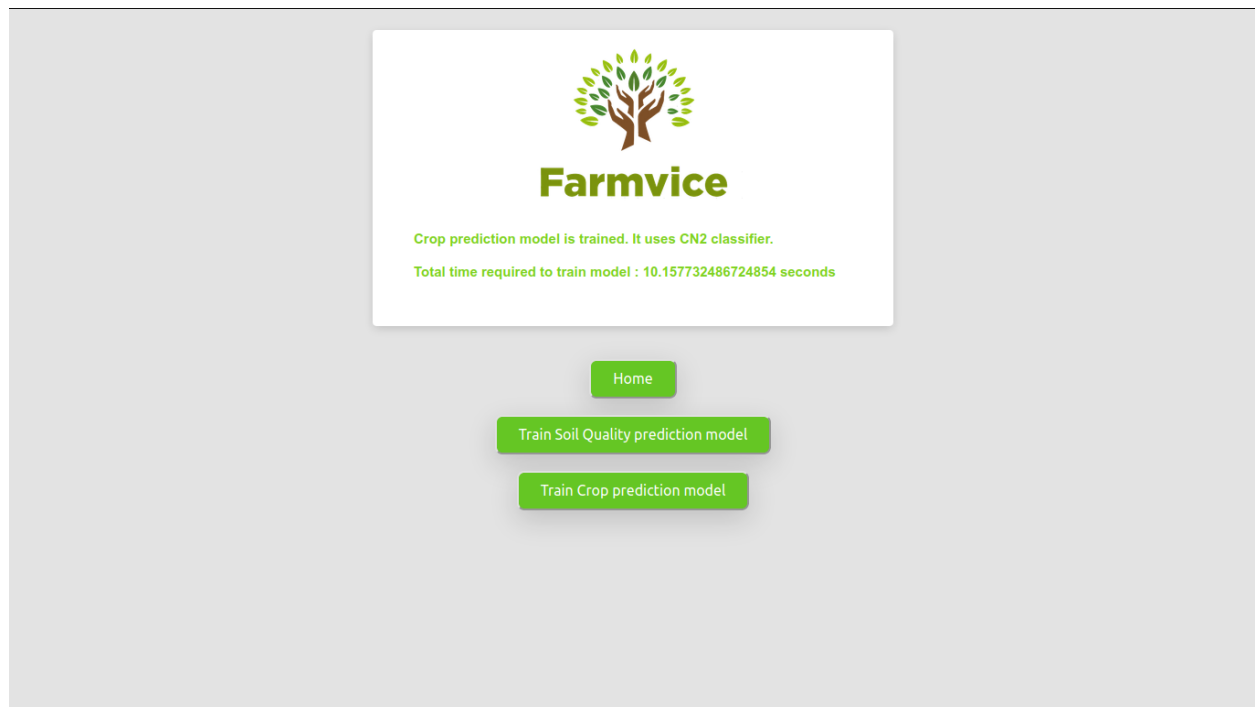 Farmvice
Crop prediction model is trained. It uses CN2 classifier.
Total time required to train model : 10.157732486724854 seconds
Home
Train Soil Quality prediction model
Train Crop prediction model